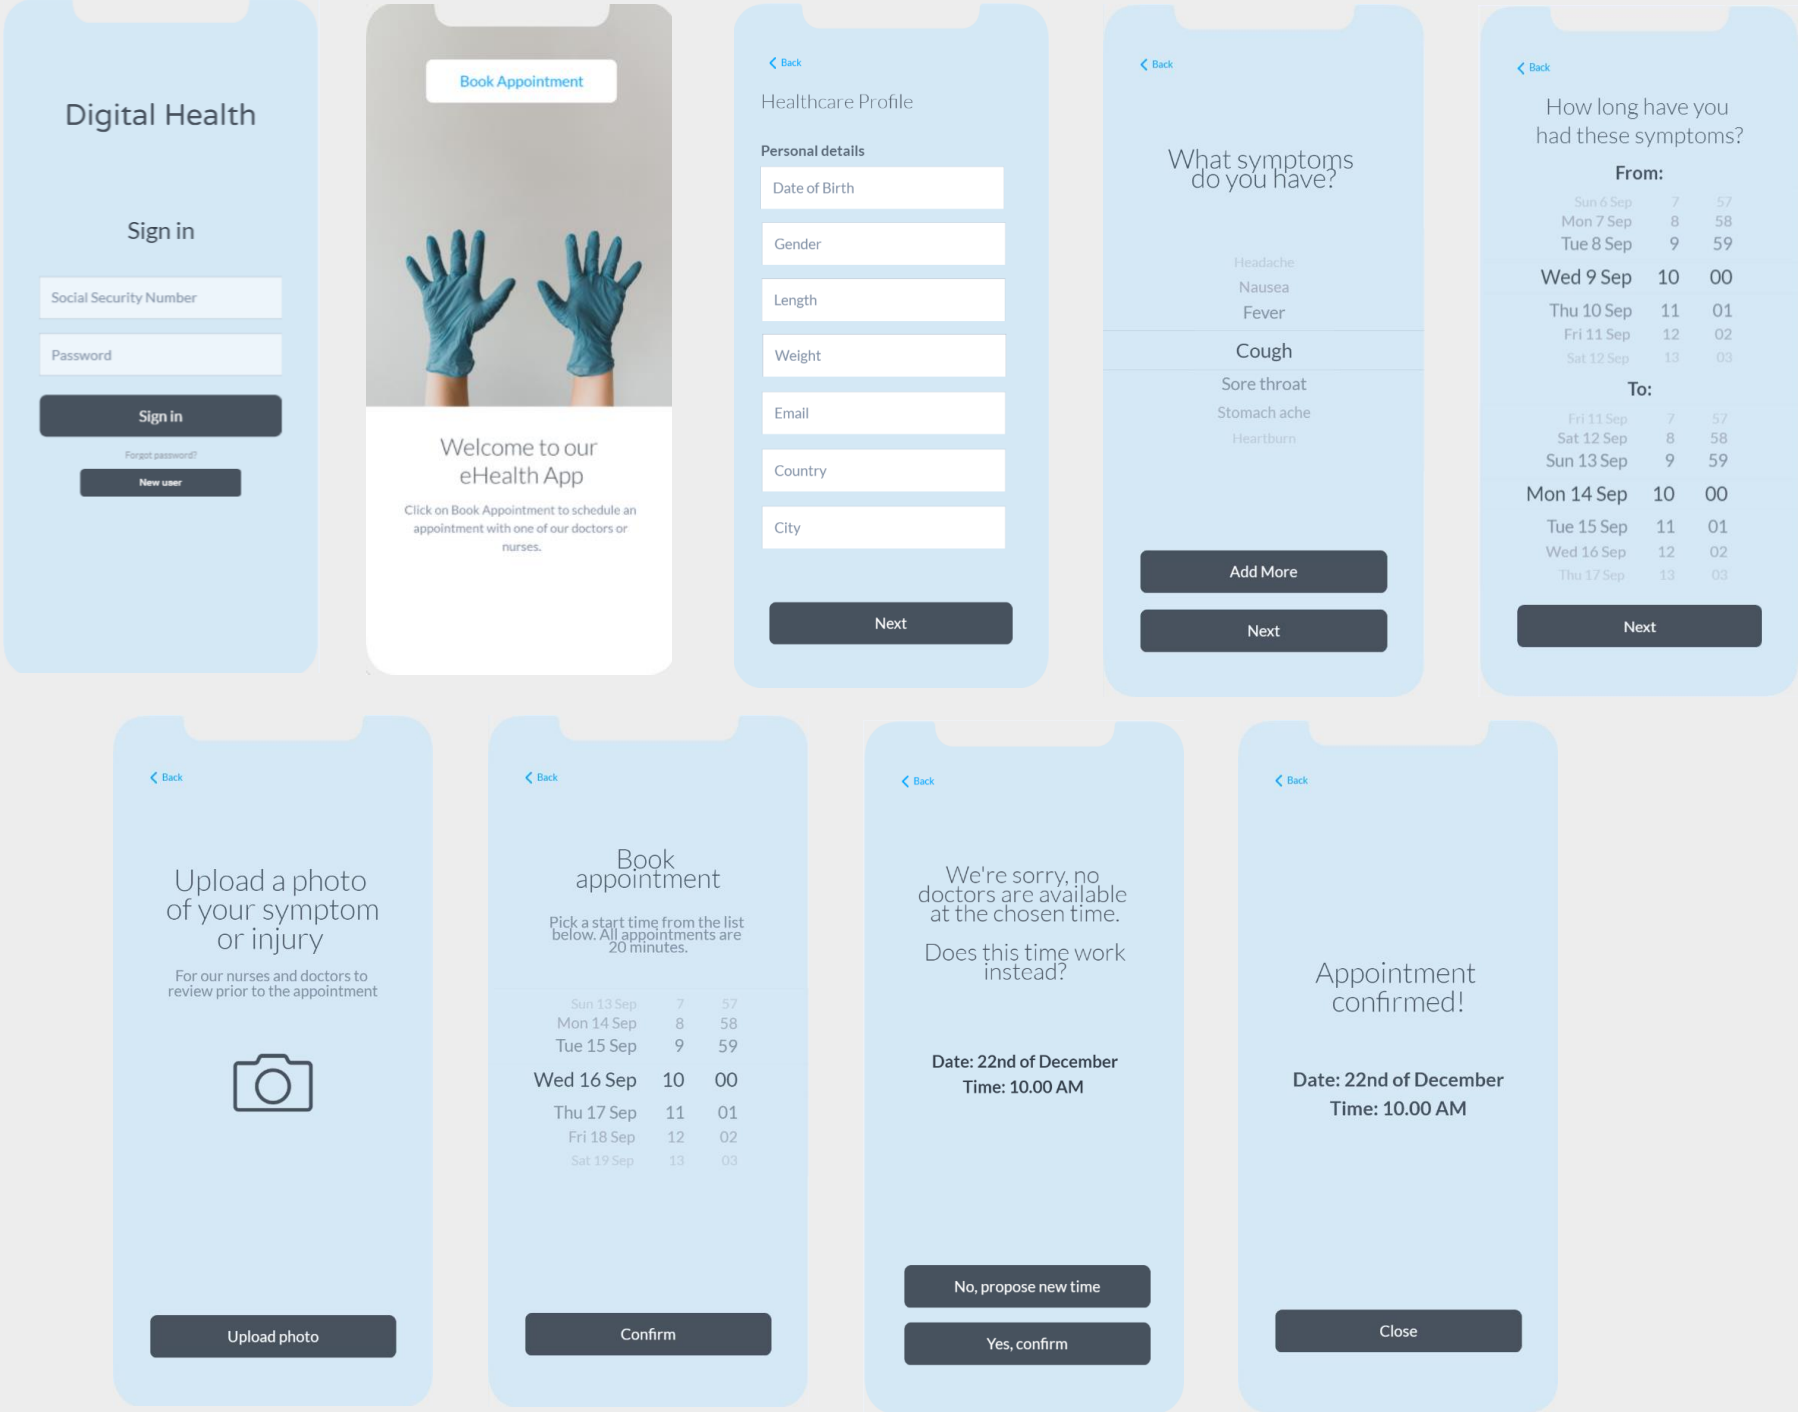 Digital Health
Sign in
Social Security Number
Password
Sign in
Forgot password?
New user
Book Appointment
Welcome to our
eHealth App
Click on Book Appointment to schedule an
appointment with one of our doctors or
nurses.
Back
Healthcare Profile
Personal details
Date of Birth
Gender
Length
Weight
Email
Country
City
Next
Back
What symptoms
do you have?
Headache
Nausea
Fever
Cough
Sore throat
Stomach ache
Heartburn
Add More
Next
Back
How long have you
had these symptoms?
From:
Sun 6 Sep 7 57
Mon 7 Sep 8 58
Tue 8 Sep 9 59
Wed 9 Sep 10 00
Thu 10 Sep 11 01
Fri 11 Sep 12 02
Sat 12 Sep 13 03
To:
Fri 11 Sep 7 57
Sat 12 Sep 8 58
Sun 13 Sep 9 59
Mon 14 Sep 10 00
Tue 15 Sep 11 01
Wed 16 Sep 12 02
Thu 17 Sep 13 03
Next
Back
Upload a photo
of your symptom
or injury
For our nurses and doctors to
review prior to the appointment
Upload photo
Back
Book
appointment
Pick a start time from the list
below. All appointments are
20 minutes.
Sun 13 Sep 7 57
Mon 14 Sep 8 58
Tue 15 Sep 9 59
Wed 16 Sep 10 00
Thu 17 Sep 11 01
Fri 18 Sep 12 02
Sat 19 Sep 13 03
Confirm
Back
We're sorry, no
doctors are available
at the chosen time.
Does this time work
instead?
Date: 22nd of December
Time: 10.00 AM
No, propose new time
Yes, confirm
Back
Appointment
confirmed!
Date: 22nd of December
Time: 10.00 AM
Close